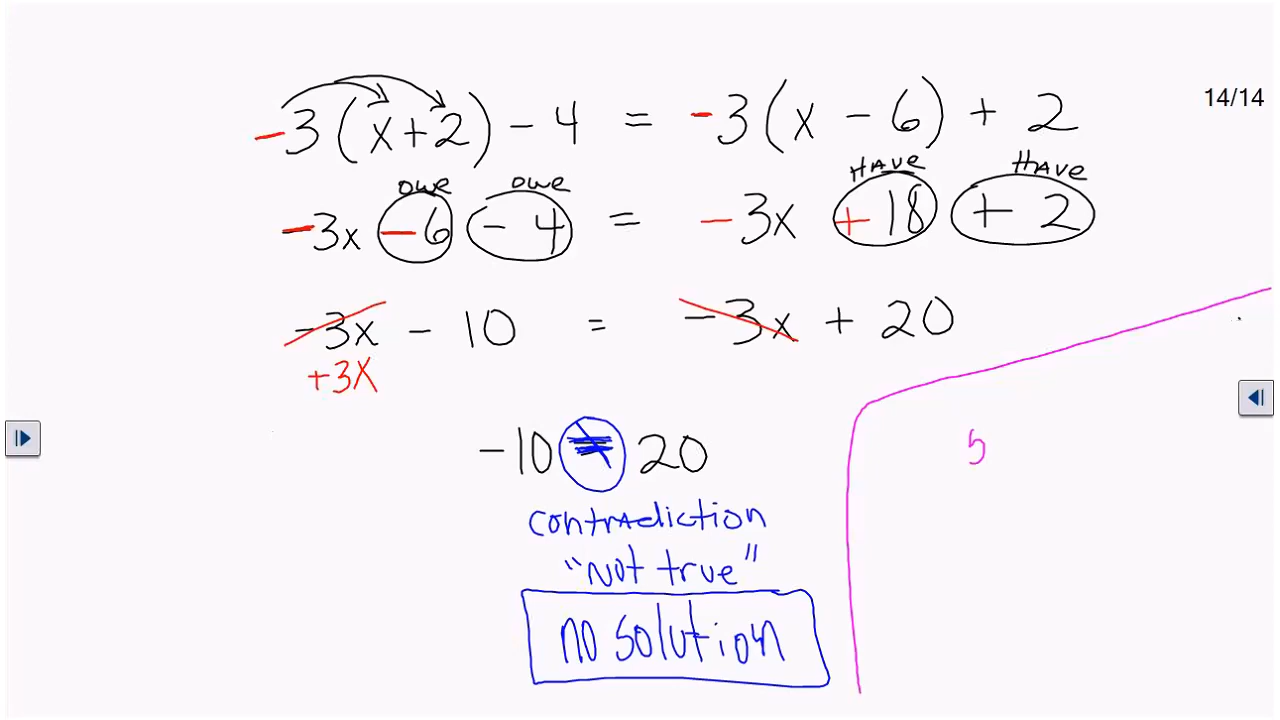 -3(x+2) - 4 = -3(x - 6) + 2
14/14
owe owe HAVE HAVE
-3x - 6 - 4 = -3x + 18 + 2
-3x - 10 = -3x + 20
+3x
-10 = 20
5
contradiction
"not true"
no solution